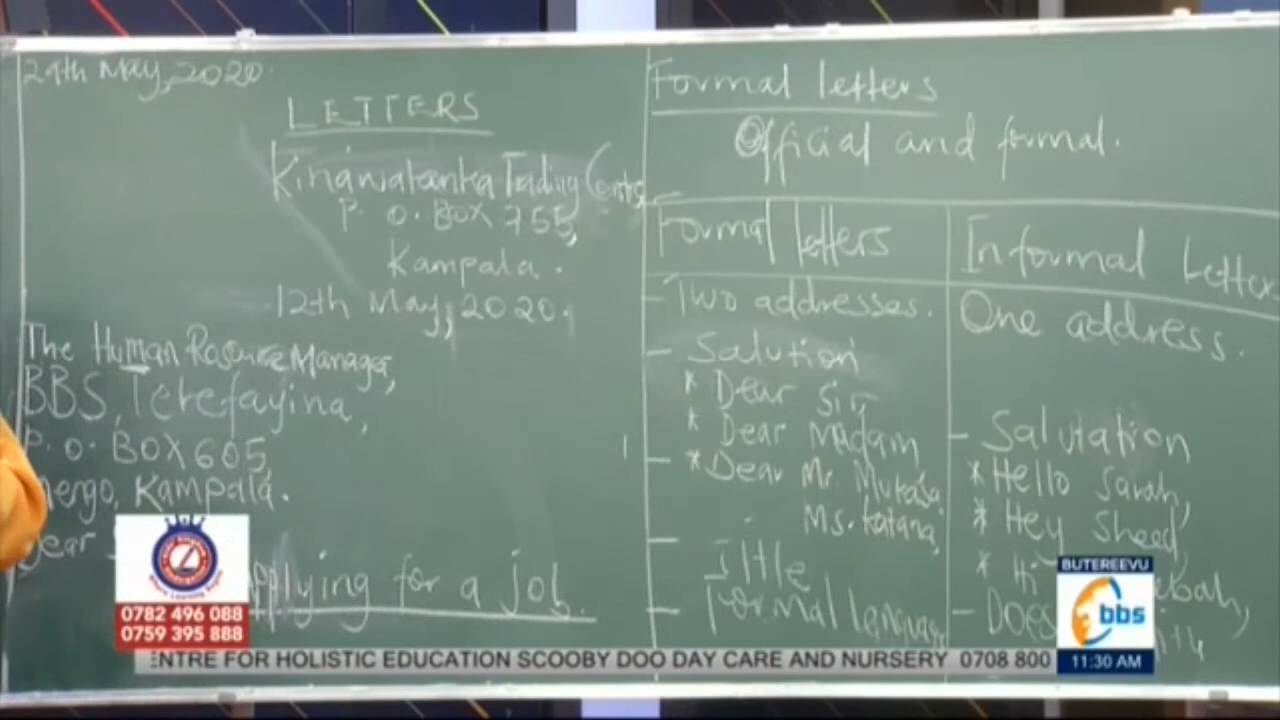 29th May, 2020.
LETTERS
Kinawataka Trading Centre,
P. O. BOX 755,
Kampala.
12th May, 2020.
The Human Resource Manager,
BBS, Terefayina,
P. O. BOX 605,
Kampala.
Dear
applying for a job.
Formal letters
Official and formal.
Formal letters
- Two addresses.
- Salution
* Dear Sir,
* Dear Madam
- * Dear Mr. Mukasa
Ms. Katana,
- Title
- Formal language
Informal Letter
One address.
- Salutation
* Hello Sarah,
* Hey Sheed,
* Hi
- Does
0782 496 088
0759 395 888
BUTEREEVU
bbs
11:30 AM
ENTRE FOR HOLISTIC EDUCATION SCOOBY DOO DAY CARE AND NURSERY 0708 800